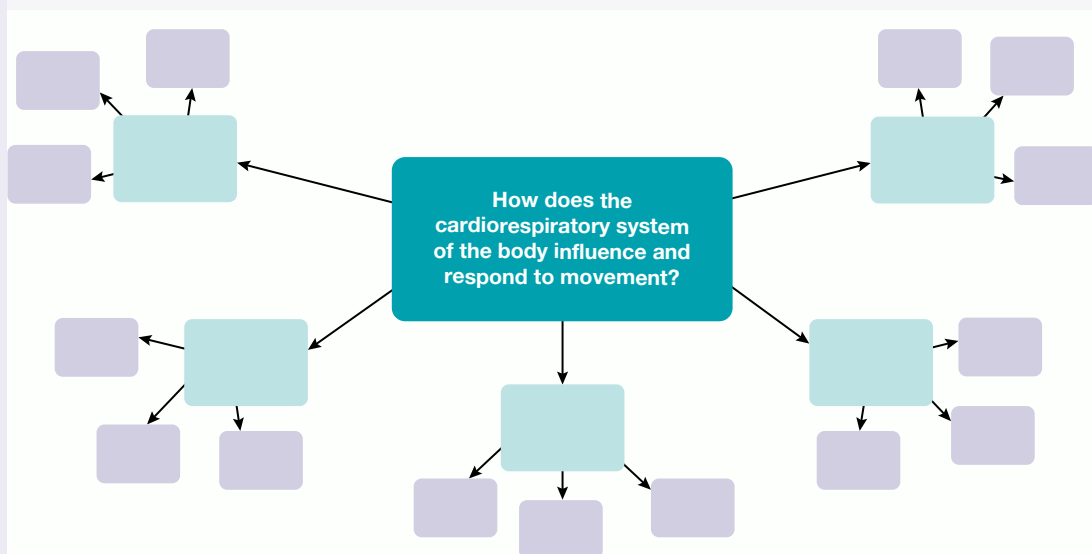 How does the
cardiorespiratory system
of the body influence and
respond to movement?